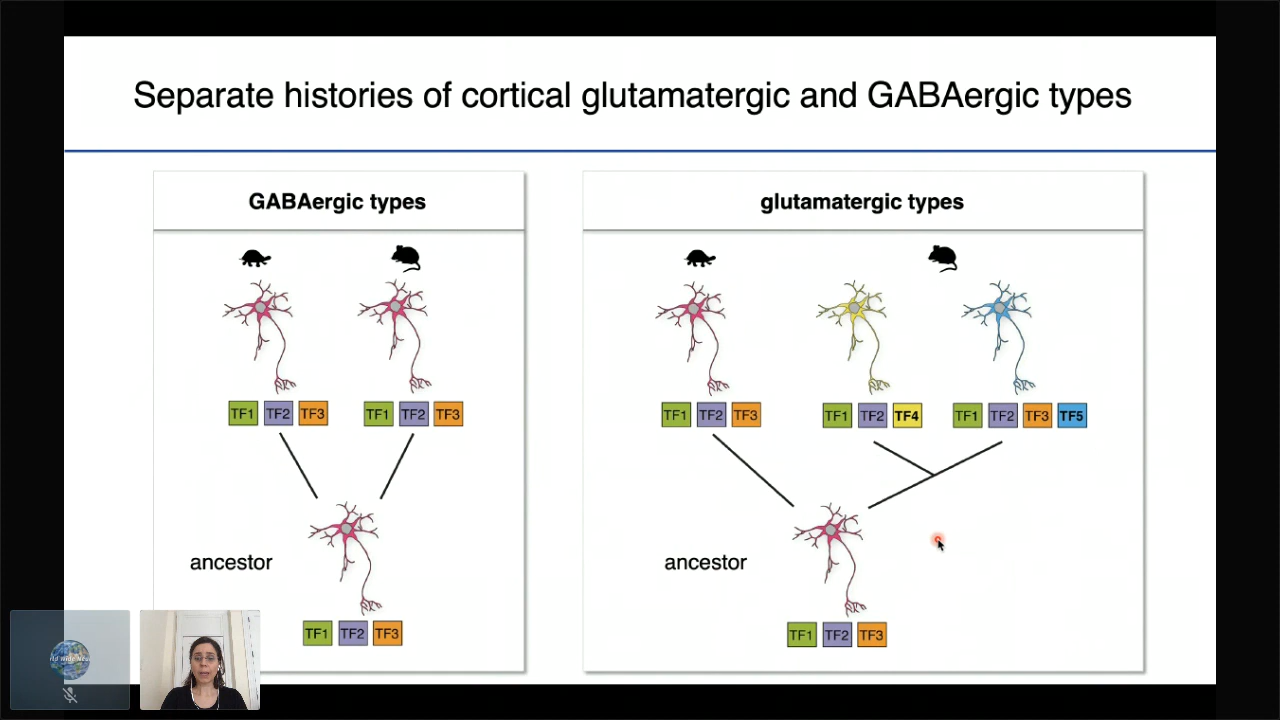 Separate histories of cortical glutamatergic and GABAergic types
GABAergic types
TF1 TF2 TF3 TF1 TF2 TF3
ancestor
TF1 TF2 TF3
glutamatergic types
TF1 TF2 TF3 TF1 TF2 TF4 TF1 TF2 TF3 TF5
ancestor
TF1 TF2 TF3